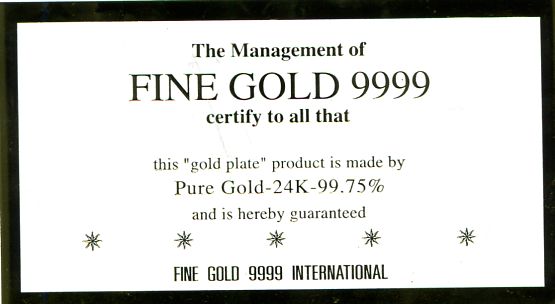 The Management of
FINE GOLD 9999
certify to all that
this "gold plate" product is made by
Pure Gold-24K-99.75%
and is hereby guaranteed
FINE GOLD 9999 INTERNATIONAL